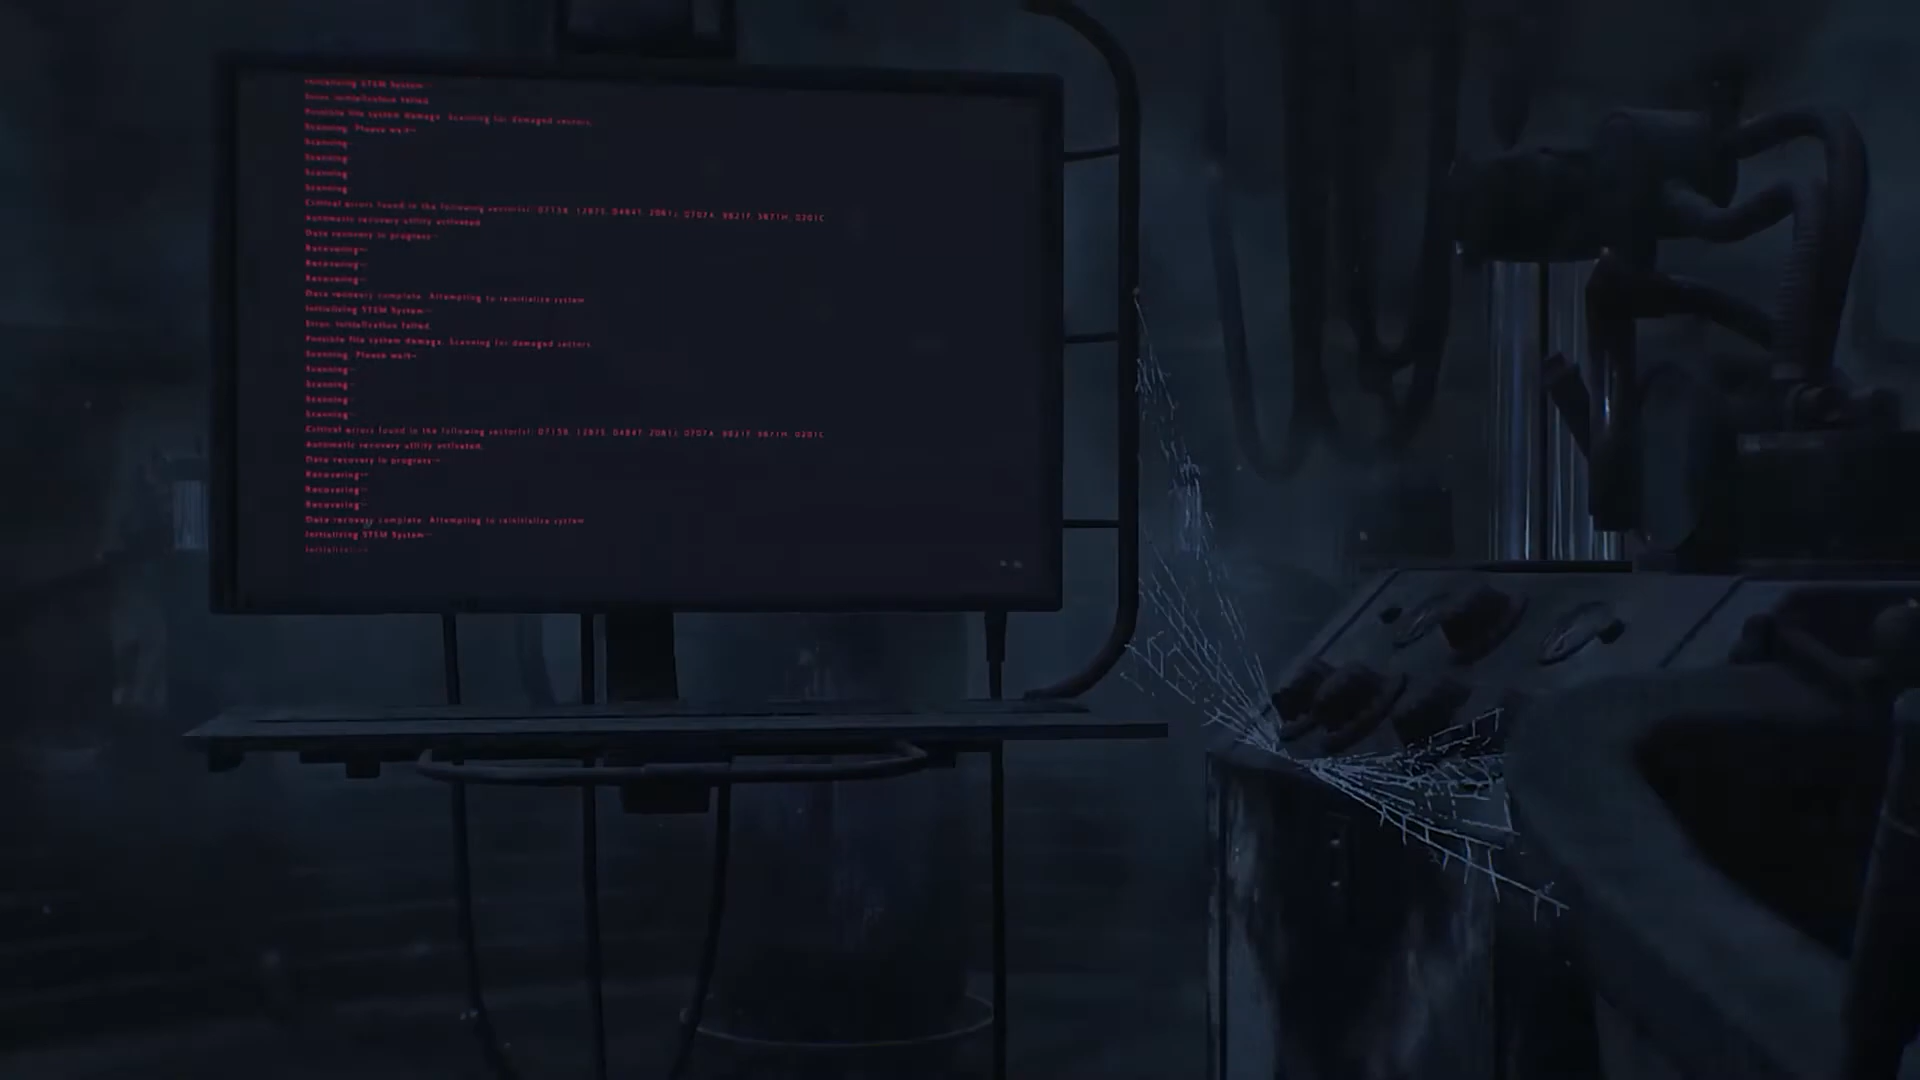 Initializing STEM System…
Error: Initialization failed.
Possible file system damage. Scanning for damaged sectors.
Scanning. Please wait…
Scanning…
Scanning…
Scanning…
Scanning…
Critical errors found in the following sector(s):
Automatic recovery utility activated.
Data recovery in progress…
Recovering…
Recovering…
Recovering…
Data recovery complete. Attempting to reinitialize system
Initializing STEM System…
Error: Initialization failed.
Possible file system damage. Scanning for damaged sectors.
Scanning. Please wait…
Scanning…
Scanning…
Scanning…
Scanning…
Critical errors found in the following sector(s):
Automatic recovery utility activated.
Data recovery in progress…
Recovering…
Recovering…
Recovering…
Data recovery complete. Attempting to reinitialize system
Initializing STEM System…